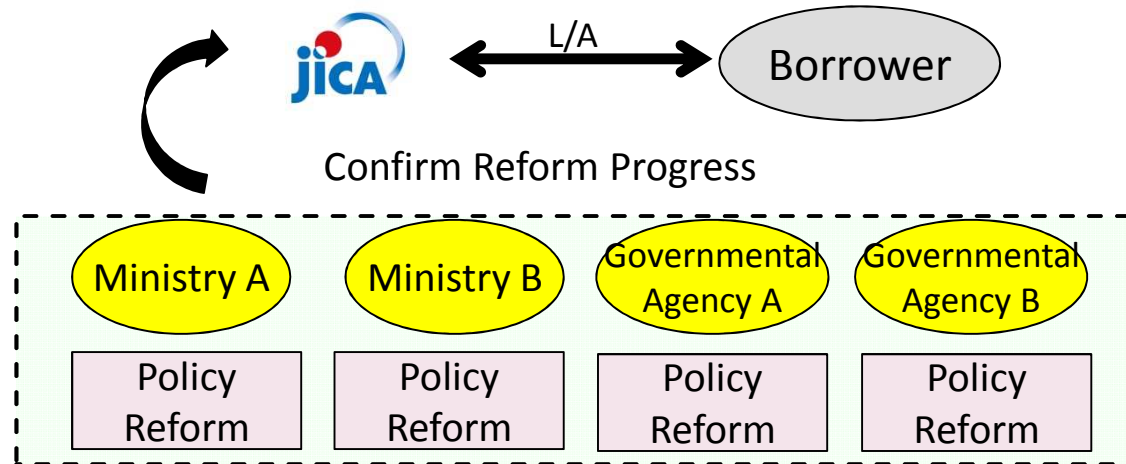 JICA
L/A
Borrower
Confirm Reform Progress
Ministry A
Ministry B
Governmental
Agency A
Governmental
Agency B
Policy
Reform
Policy
Reform
Policy
Reform
Policy
Reform